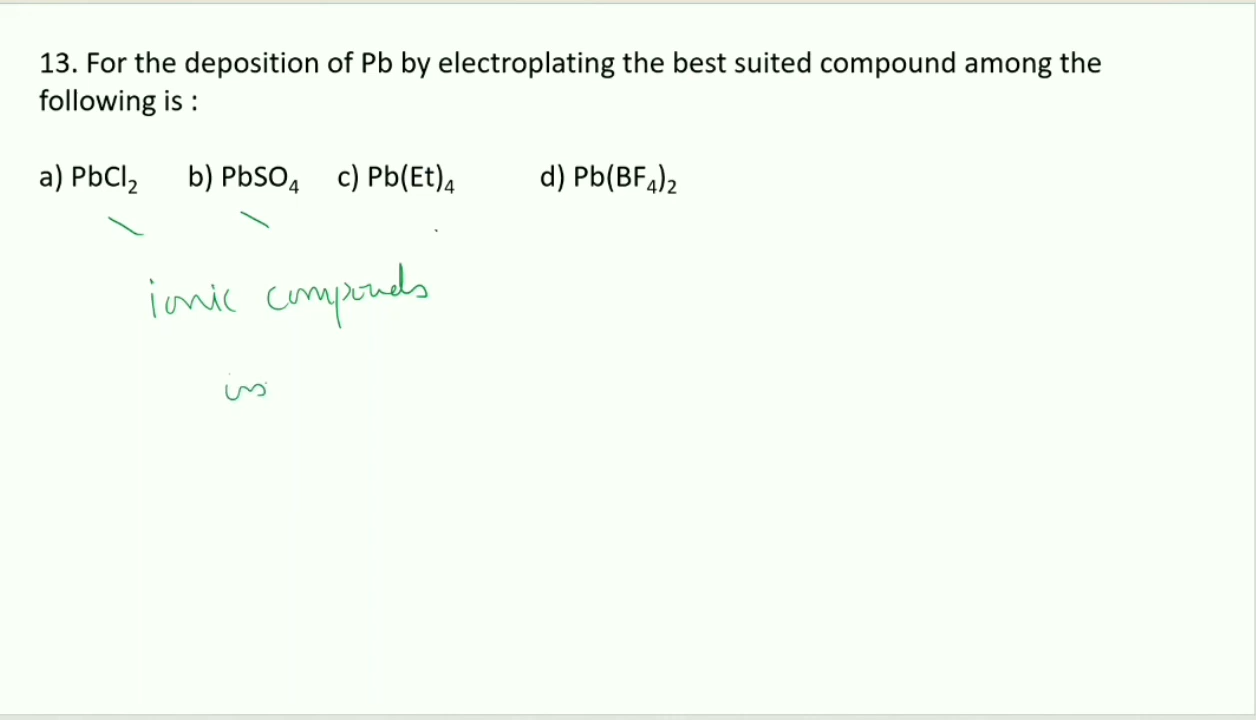 13. For the deposition of Pb by electroplating the best suited compound among the
following is :
a) PbCl₂ b) PbSO₄ c) Pb(Et)₄ d) Pb(BF₄)₂
ionic compounds
ins